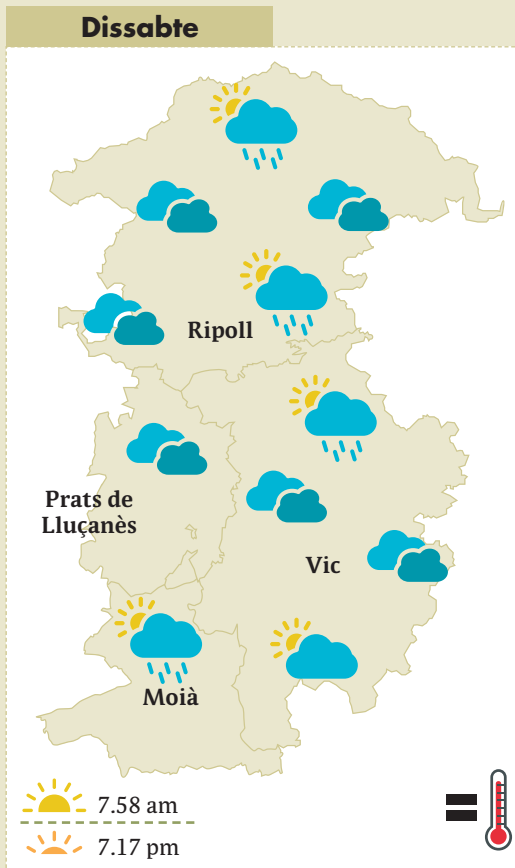 Dissabte
Ripoll
Prats de
Lluçanès
Vic
Moià
7.58 am
7.17 pm